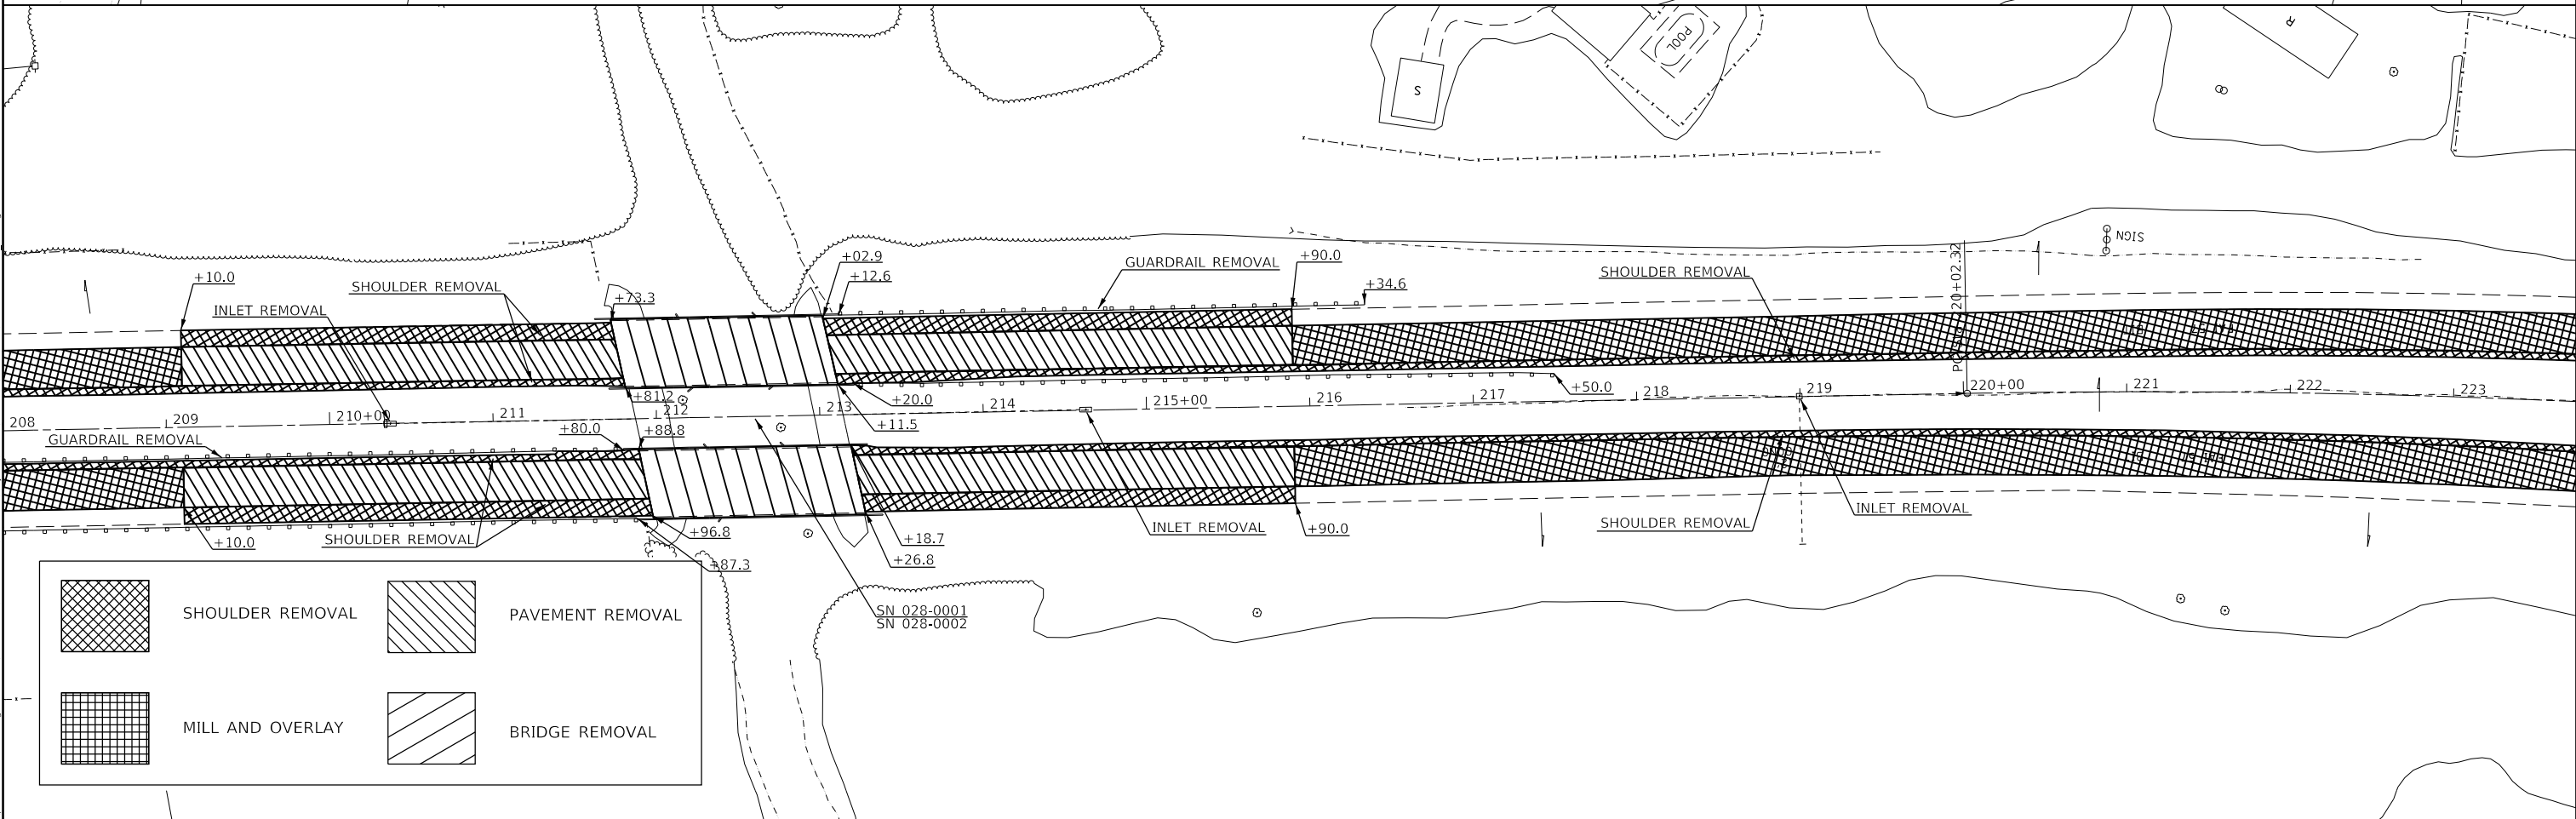 POOL
S
R
SIGN
+02.9
+12.6
GUARDRAIL REMOVAL
+90.0
+34.6
SHOULDER REMOVAL
+10.0
SHOULDER REMOVAL
+73.3
INLET REMOVAL
+81.2
+20.0
+50.0
208
209
210+00
211
212
213
214
215+00
216
217
218
219
220+00
221
222
223
+11.5
+80.0
+88.8
GUARDRAIL REMOVAL
+10.0
SHOULDER REMOVAL
+96.8
+87.3
+18.7
+26.8
INLET REMOVAL
+90.0
SHOULDER REMOVAL
INLET REMOVAL
SN 028-0001
SN 028-0002
SHOULDER REMOVAL
PAVEMENT REMOVAL
MILL AND OVERLAY
BRIDGE REMOVAL